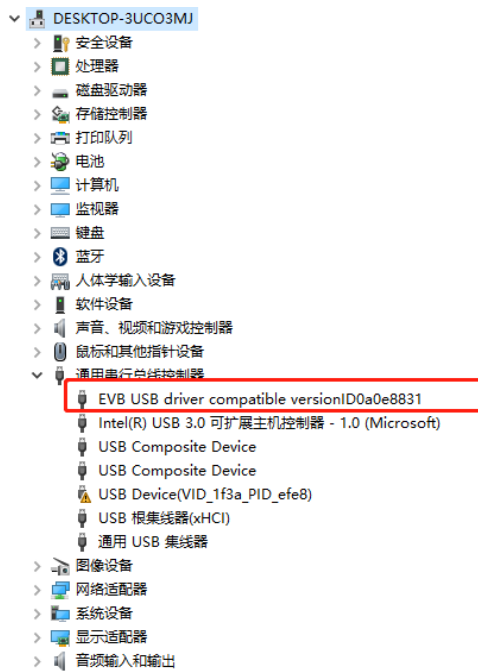 DESKTOP-3UCO3MJ
安全设备
处理器
磁盘驱动器
存储控制器
打印队列
电池
计算机
监视器
键盘
蓝牙
人体学输入设备
软件设备
声音、视频和游戏控制器
鼠标和其他指针设备
通用串行总线控制器
EVB USB driver compatible versionID0a0e8831
Intel(R) USB 3.0 可扩展主机控制器 - 1.0 (Microsoft)
USB Composite Device
USB Composite Device
USB Device(VID_1f3a_PID_efe8)
USB 根集线器(xHCI)
通用 USB 集线器
图像设备
网络适配器
系统设备
显示适配器
音频输入和输出